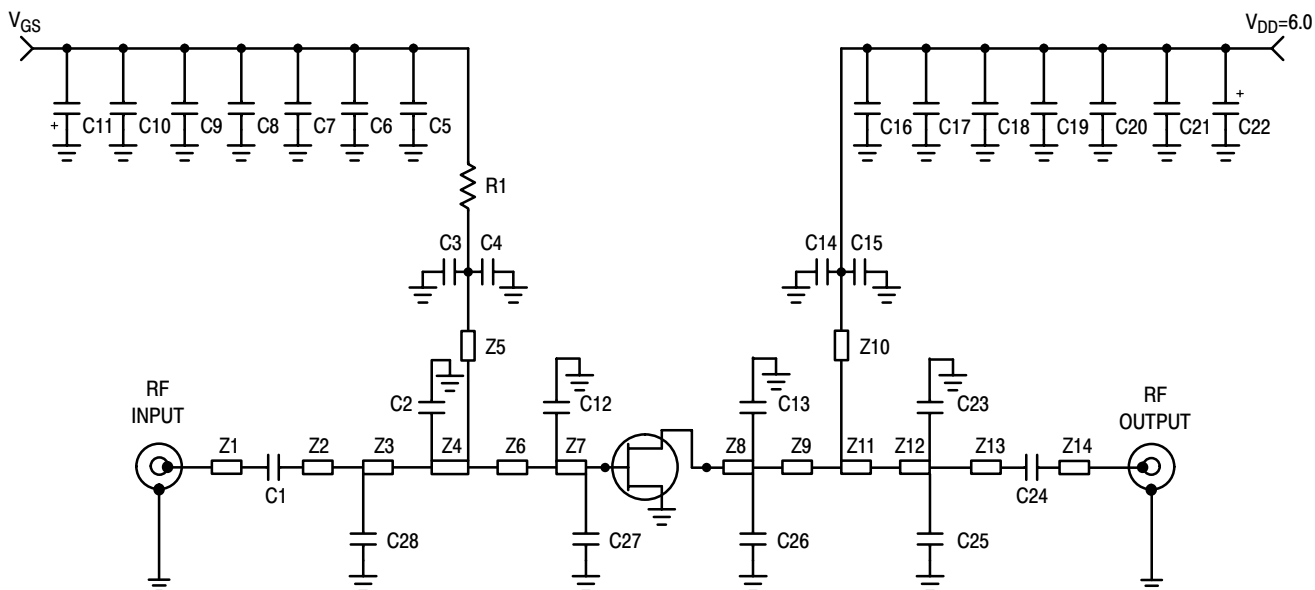 VGS
VDD=6.0
+ C11 C10 C9 C8 C7 C6 C5
C16 C17 C18 C19 C20 C21 + C22
R1
C3 C4
C14 C15
Z5
Z10
RF
INPUT
C2
C12
C13
C23
RF
OUTPUT
Z1 Z2 Z3 Z4 Z6 Z7 Z8 Z9 Z11 Z12 Z13 Z14
C1
C24
C28
C27
C26
C25